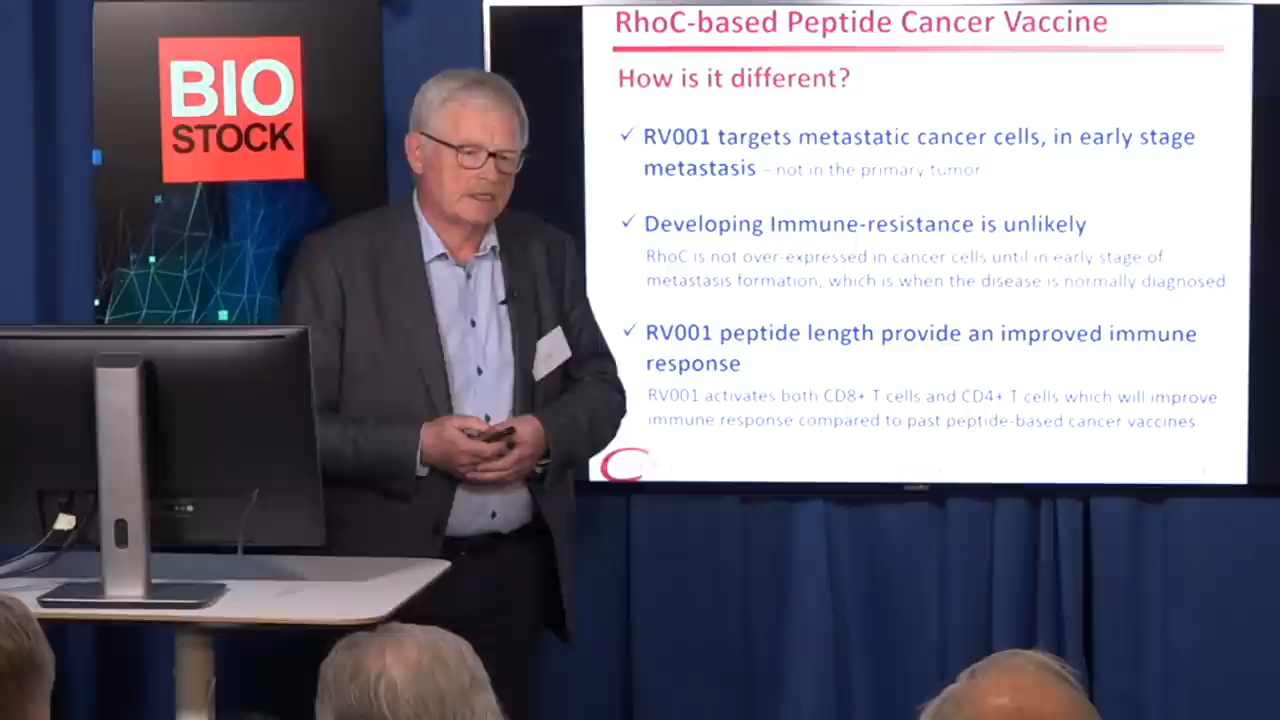 BIO
STOCK
RhoC-based Peptide Cancer Vaccine
How is it different?
✓ RV001 targets metastatic cancer cells, in early stage
metastasis – not in the primary tumor
✓ Developing Immune-resistance is unlikely
RhoC is not over-expressed in cancer cells until in early stage of
metastasis formation, which is when the disease is normally diagnosed
✓ RV001 peptide length provide an improved immune
response
RV001 activates both CD8+ T cells and CD4+ T cells which will improve
immune response compared to past peptide-based cancer vaccines